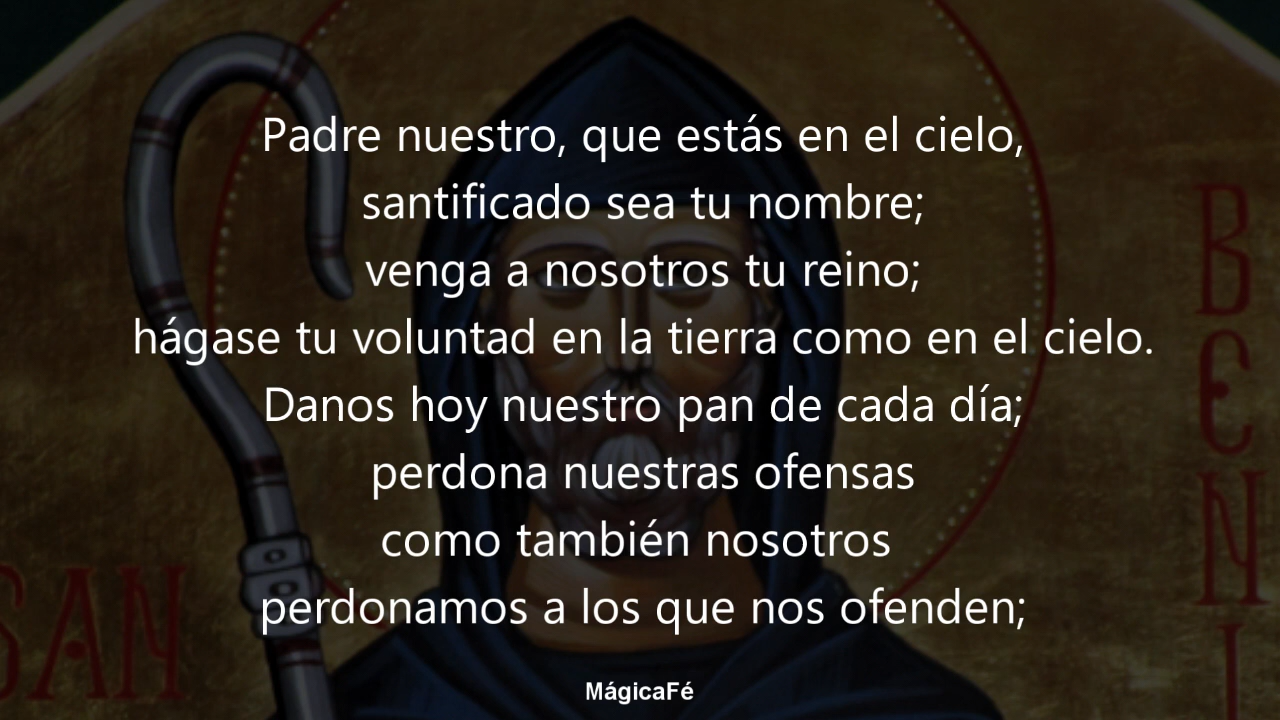 Padre nuestro, que estás en el cielo,
santificado sea tu nombre;
venga a nosotros tu reino;
hágase tu voluntad en la tierra como en el cielo.
Danos hoy nuestro pan de cada día;
perdona nuestras ofensas
como también nosotros
perdonamos a los que nos ofenden;
SAN
BENI
MágicaFé